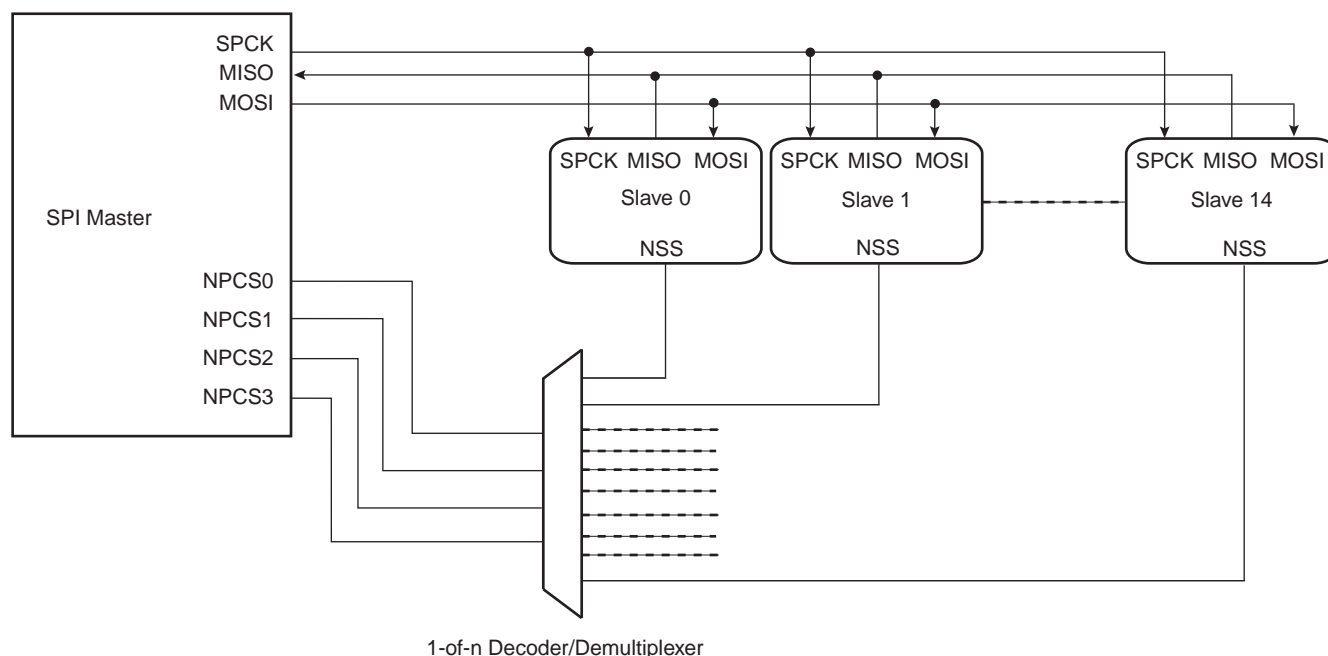 SPCK
MISO
MOSI
SPI Master
NPCS0
NPCS1
NPCS2
NPCS3
SPCK MISO MOSI
Slave 0
NSS
SPCK MISO MOSI
Slave 1
NSS
SPCK MISO MOSI
Slave 14
NSS
1-of-n Decoder/Demultiplexer